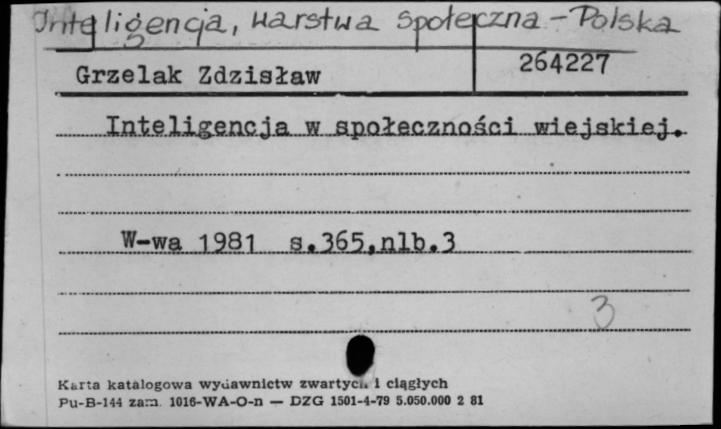 Inteligencja, warstwa społeczna - Polska
Grzelak Zdzisław
264227
Inteligencja w społeczności wiejskiej.
W-wa 1981 s.365,nlb.3
3
Karta katalogowa wydawnictw zwartych i ciągłych
Pu-B-144 zam. 1016-WA-O-n — DZG 1501-4-79 5.050.000 2 81